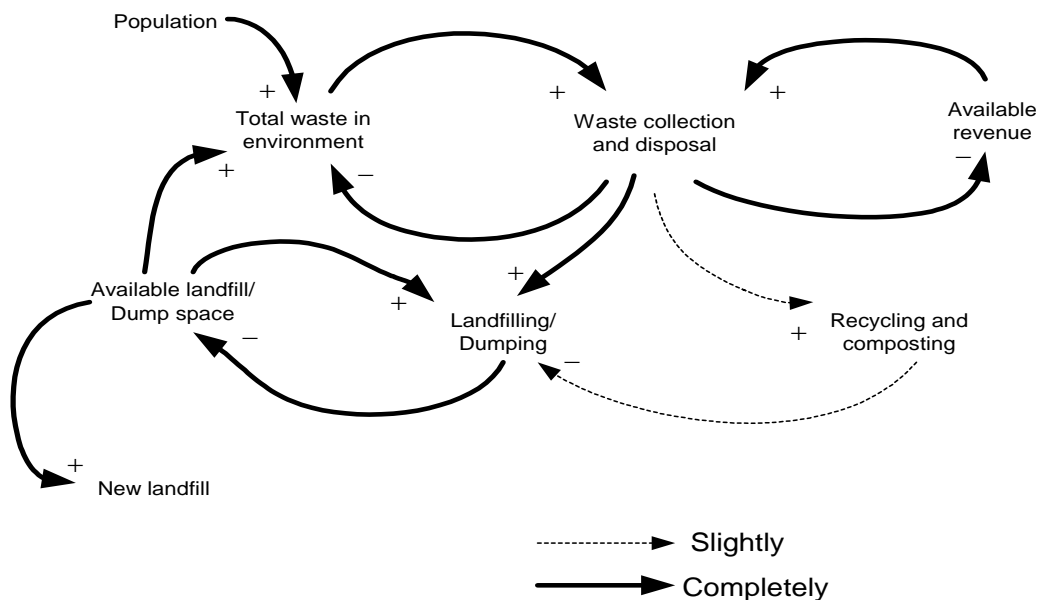 Population
+
Total waste in
environment
+
Waste collection
and disposal
+
Available
revenue
−
+
−
Available landfill/
Dump space
+
+
−
Landfilling/
Dumping
−
+
Recycling and
composting
+
New landfill
Slightly
Completely